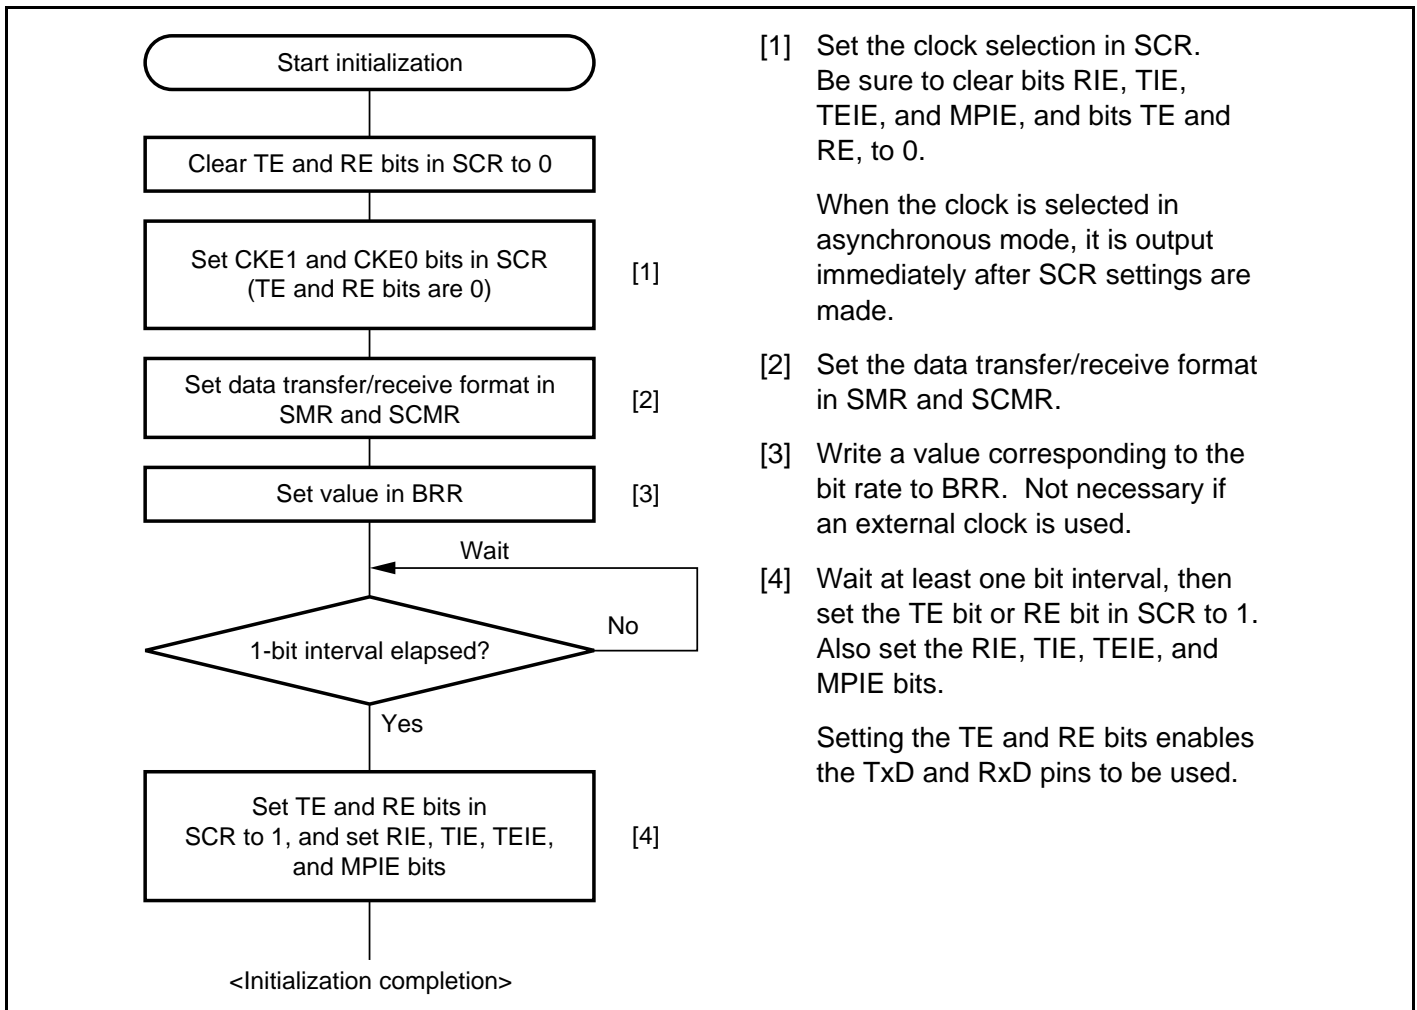 Start initialization
Clear TE and RE bits in SCR to 0
Set CKE1 and CKE0 bits in SCR
(TE and RE bits are 0)
[1]
Set data transfer/receive format in
SMR and SCMR
[2]
Set value in BRR
[3]
Wait
1-bit interval elapsed?
No
Yes
Set TE and RE bits in
SCR to 1, and set RIE, TIE, TEIE,
and MPIE bits
[4]
<Initialization completion>
[1] Set the clock selection in SCR.
Be sure to clear bits RIE, TIE,
TEIE, and MPIE, and bits TE and
RE, to 0.
When the clock is selected in
asynchronous mode, it is output
immediately after SCR settings are
made.
[2] Set the data transfer/receive format
in SMR and SCMR.
[3] Write a value corresponding to the
bit rate to BRR. Not necessary if
an external clock is used.
[4] Wait at least one bit interval, then
set the TE bit or RE bit in SCR to 1.
Also set the RIE, TIE, TEIE, and
MPIE bits.
Setting the TE and RE bits enables
the TxD and RxD pins to be used.